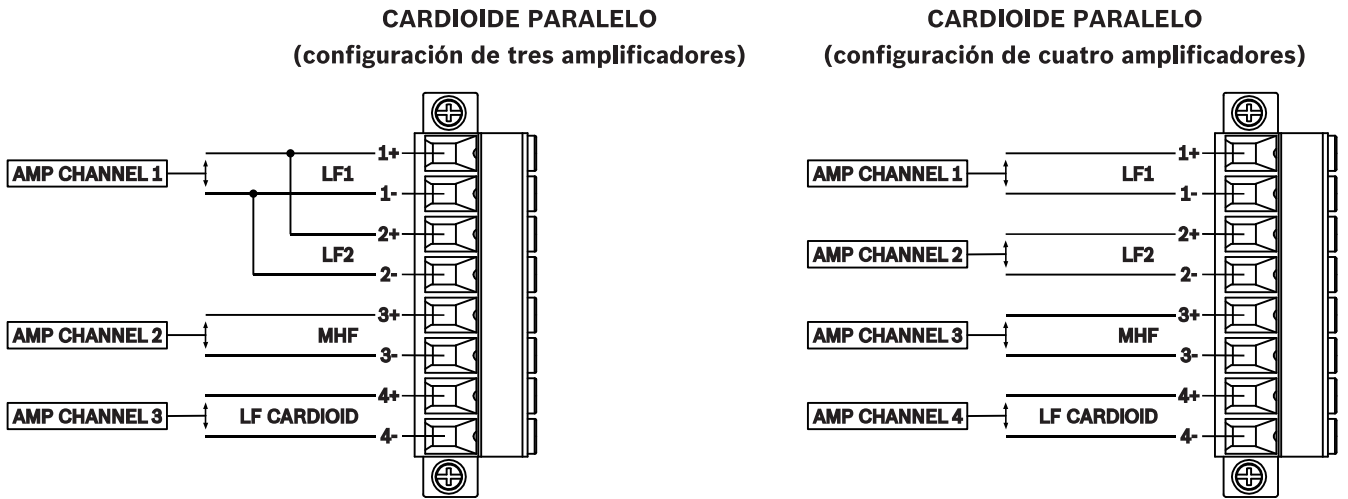 CARDIOIDE PARALELO
(configuración de tres amplificadores)
AMP CHANNEL 1
1+
LF1
1-
2+
LF2
2-
AMP CHANNEL 2
3+
MHF
3-
AMP CHANNEL 3
4+
LF CARDIOID
4-
CARDIOIDE PARALELO
(configuración de cuatro amplificadores)
AMP CHANNEL 1
1+
LF1
1-
AMP CHANNEL 2
2+
LF2
2-
AMP CHANNEL 3
3+
MHF
3-
AMP CHANNEL 4
4+
LF CARDIOID
4-